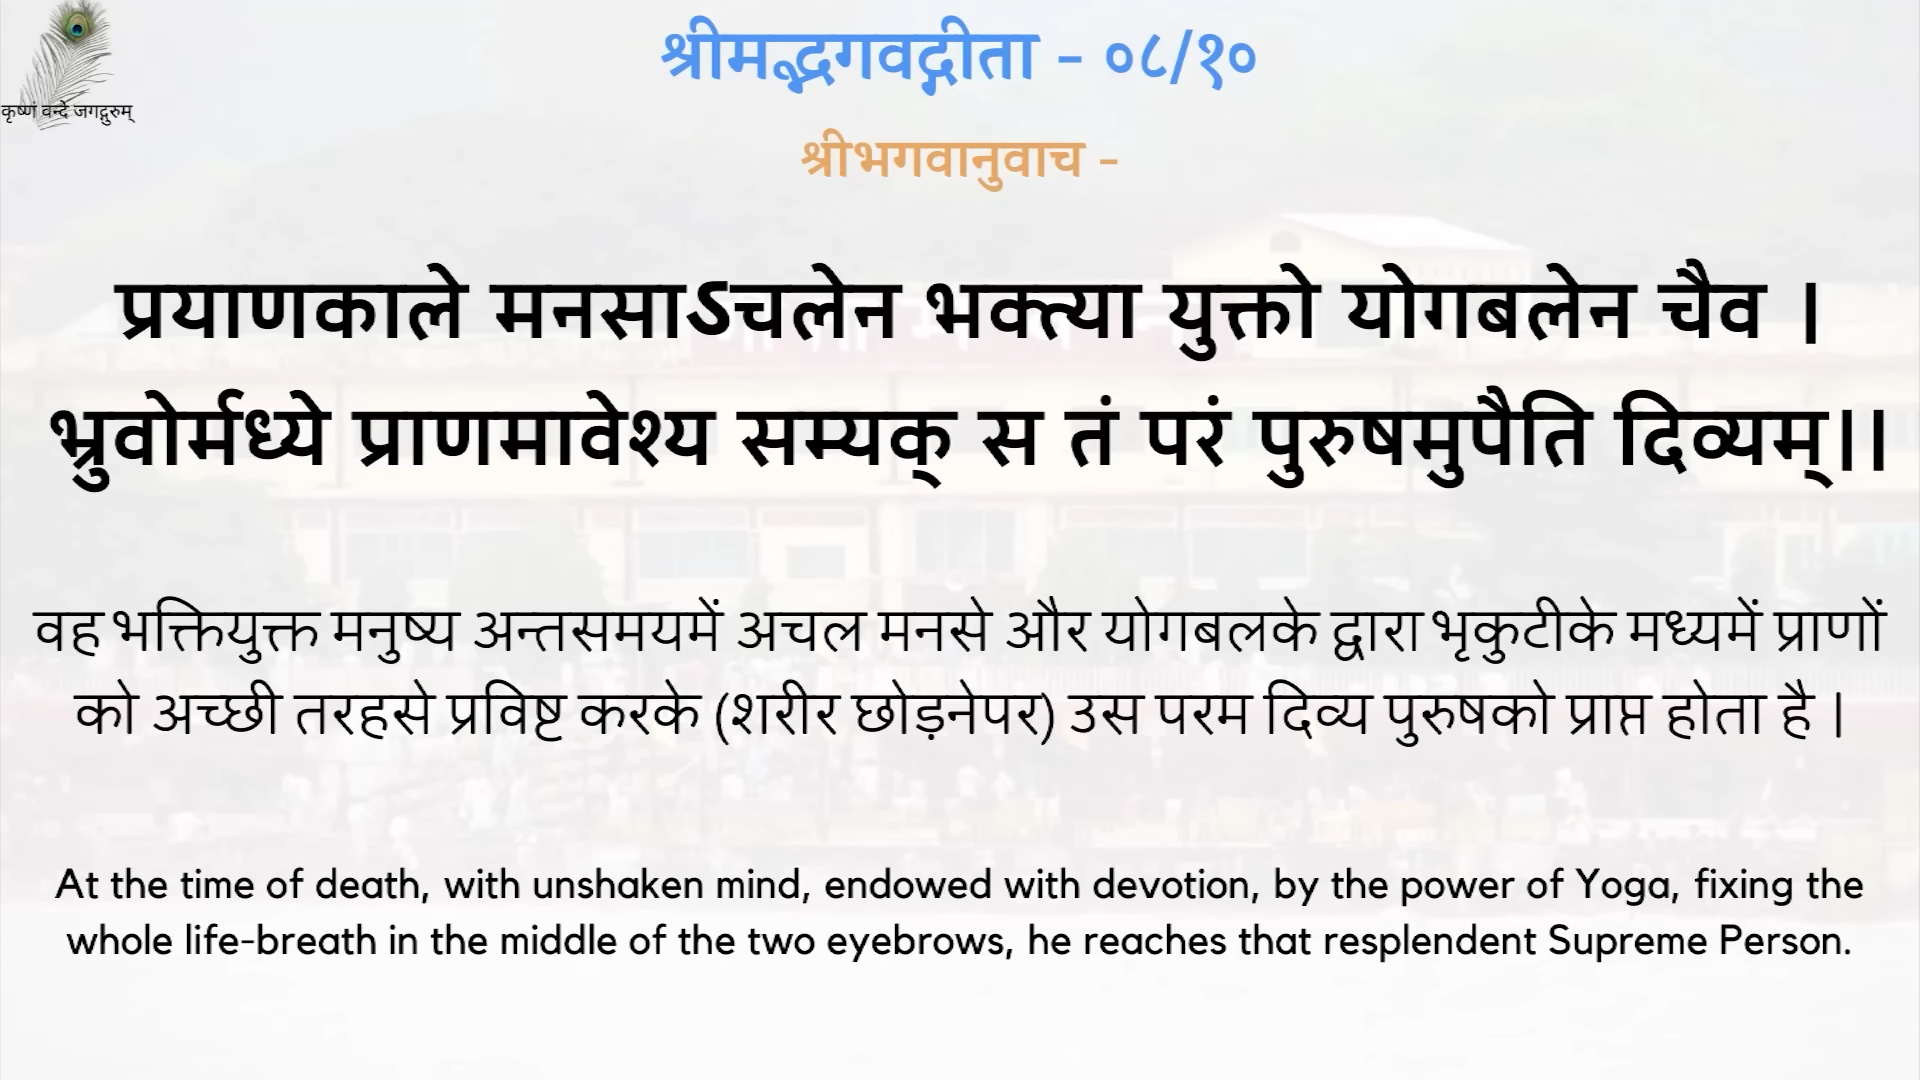 श्रीमद्भगवद्गीता - ०८/१०
कृष्णं वन्दे जगद्गुरुम्
श्रीभगवानुवाच -
प्रयाणकाले मनसाऽचलेन भक्त्या युक्तो योगबलेन चैव ।
भ्रुवोर्मध्ये प्राणमावेश्य सम्यक् स तं परं पुरुषमुपैति दिव्यम्।।
वह भक्तियुक्त मनुष्य अन्तसमयमें अचल मनसे और योगबलके द्वारा भृकुटीके मध्यमें प्राणों
को अच्छी तरहसे प्रविष्ट करके (शरीर छोड़नेपर) उस परम दिव्य पुरुषको प्राप्त होता है ।
At the time of death, with unshaken mind, endowed with devotion, by the power of Yoga, fixing the
whole life-breath in the middle of the two eyebrows, he reaches that resplendent Supreme Person.